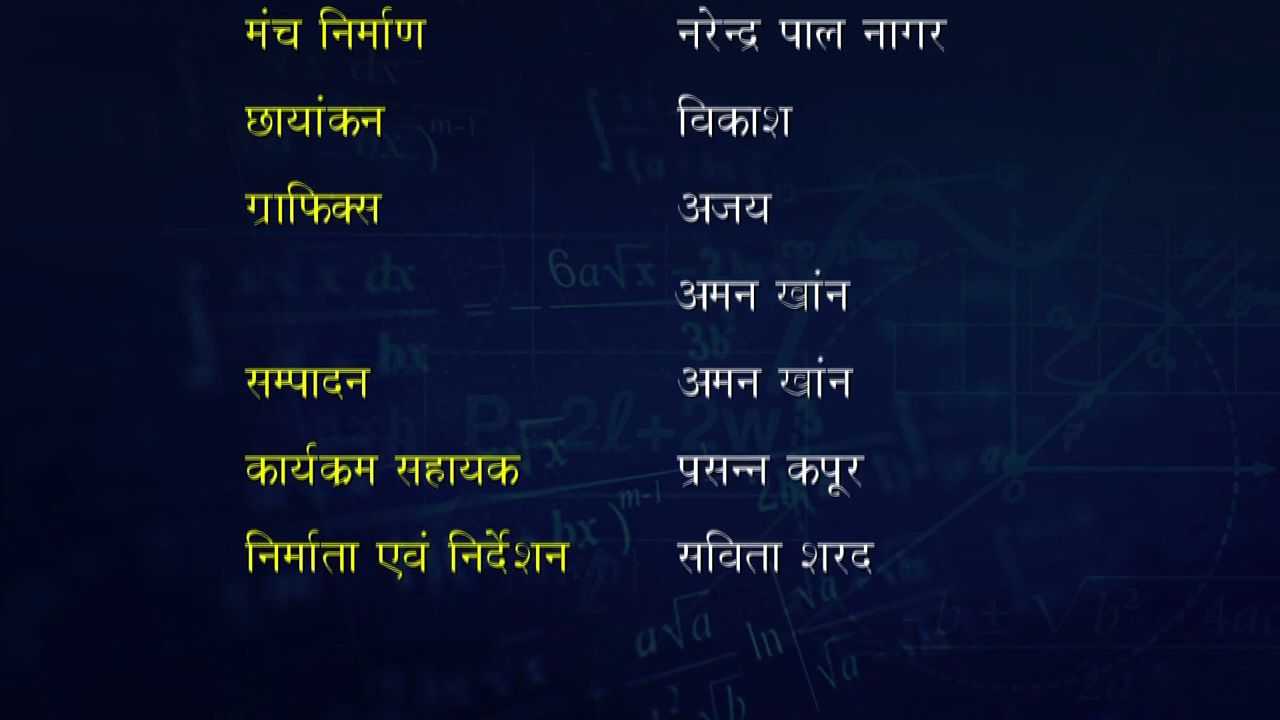 मंच निर्माण नरेन्द्र पाल नागर
छायांकन विकाश
ग्राफिक्स अजय
अमन खांन
सम्पादन अमन खांन
कार्यक्रम सहायक प्रसन्न कपूर
निर्माता एवं निर्देशन सविता शरद